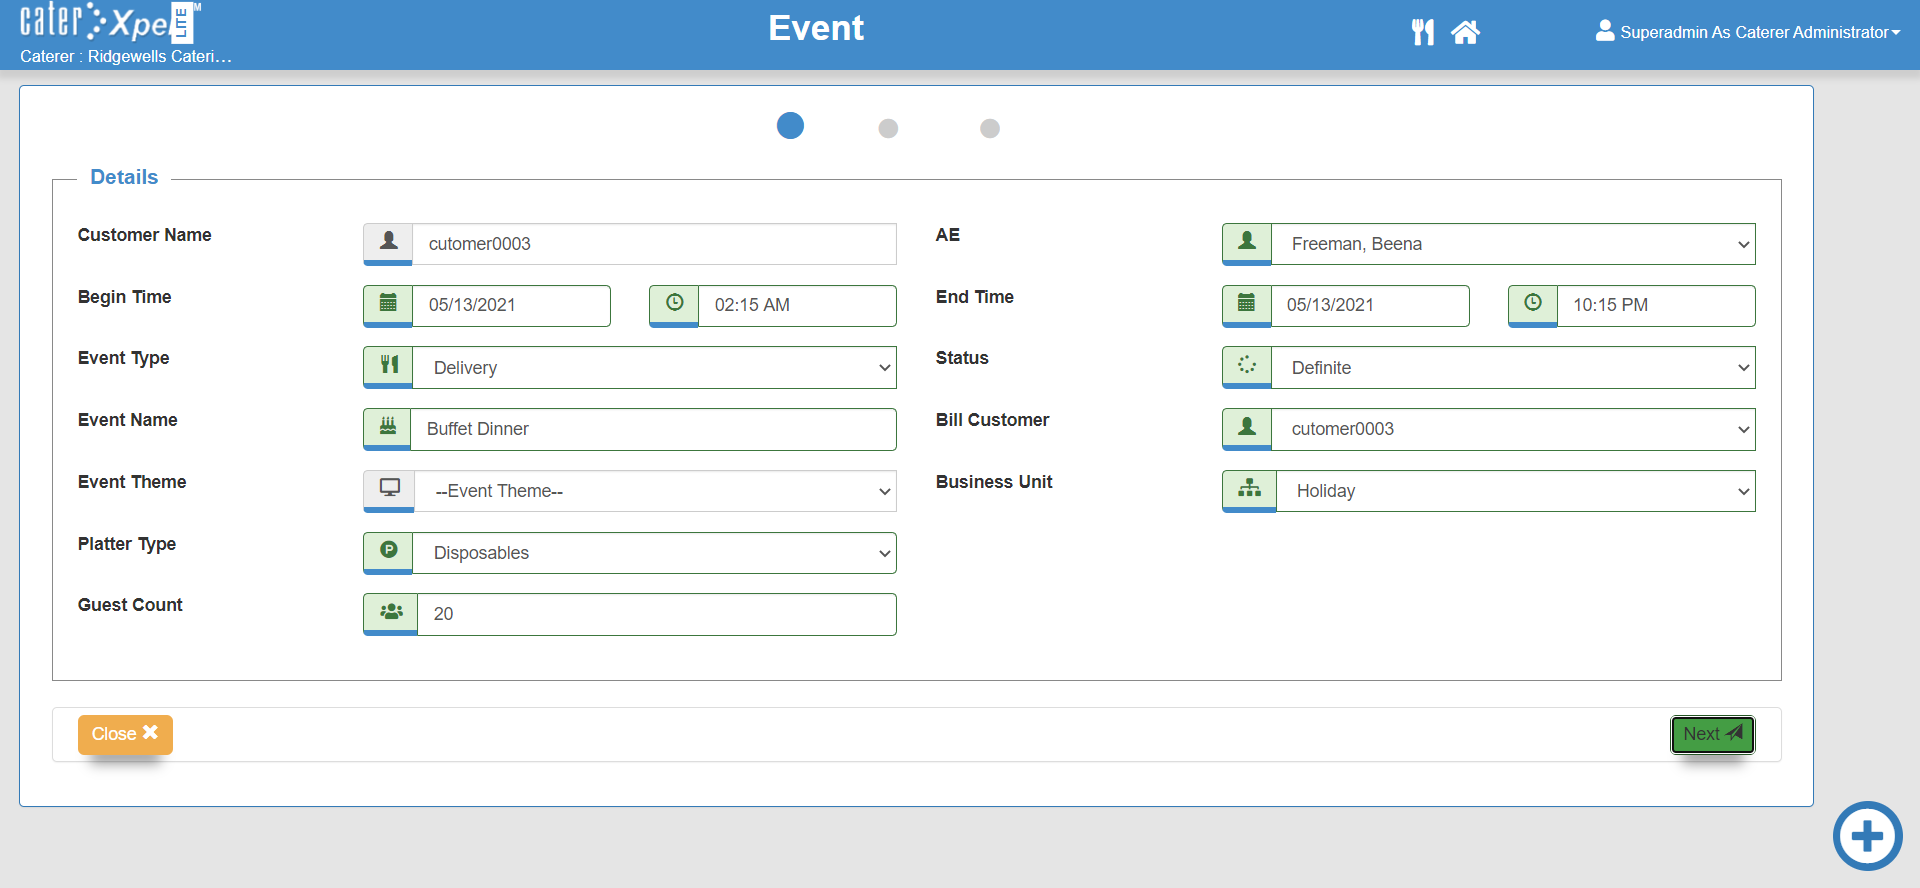 cater Xpert LITE TM
Caterer : Ridgewells Cateri...
Event
Superadmin As Caterer Administrator
Details
Customer Name
cutomer0003
AE
Freeman, Beena
Begin Time
05/13/2021
02:15 AM
End Time
05/13/2021
10:15 PM
Event Type
Delivery
Status
Definite
Event Name
Buffet Dinner
Bill Customer
cutomer0003
Event Theme
--Event Theme--
Business Unit
Holiday
Platter Type
P
Disposables
Guest Count
20
Close
Next